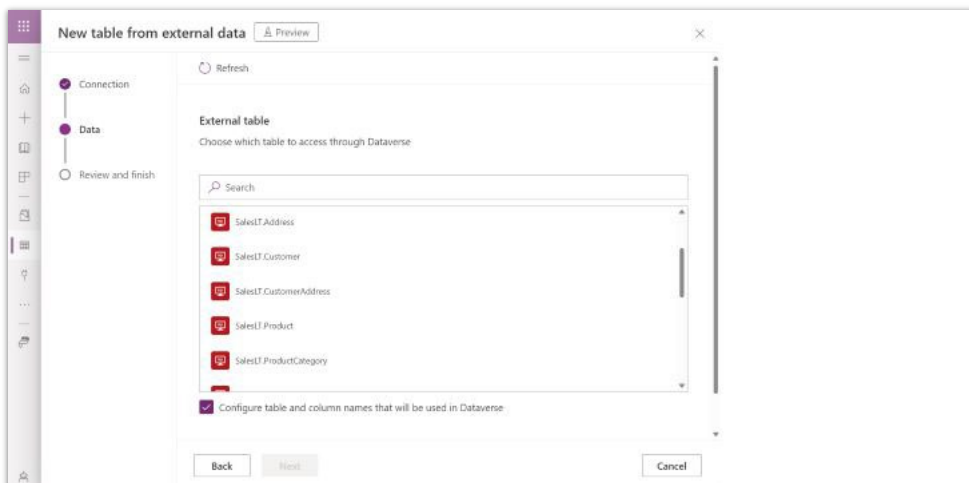 New table from external data
Preview
Connection
Data
Review and finish
Refresh
External table
Choose which table to access through Dataverse
Search
SalesLT.Address
SalesLT.Customer
SalesLT.CustomerAddress
SalesLT.Product
SalesLT.ProductCategory
Configure table and column names that will be used in Dataverse
Back
Next
Cancel